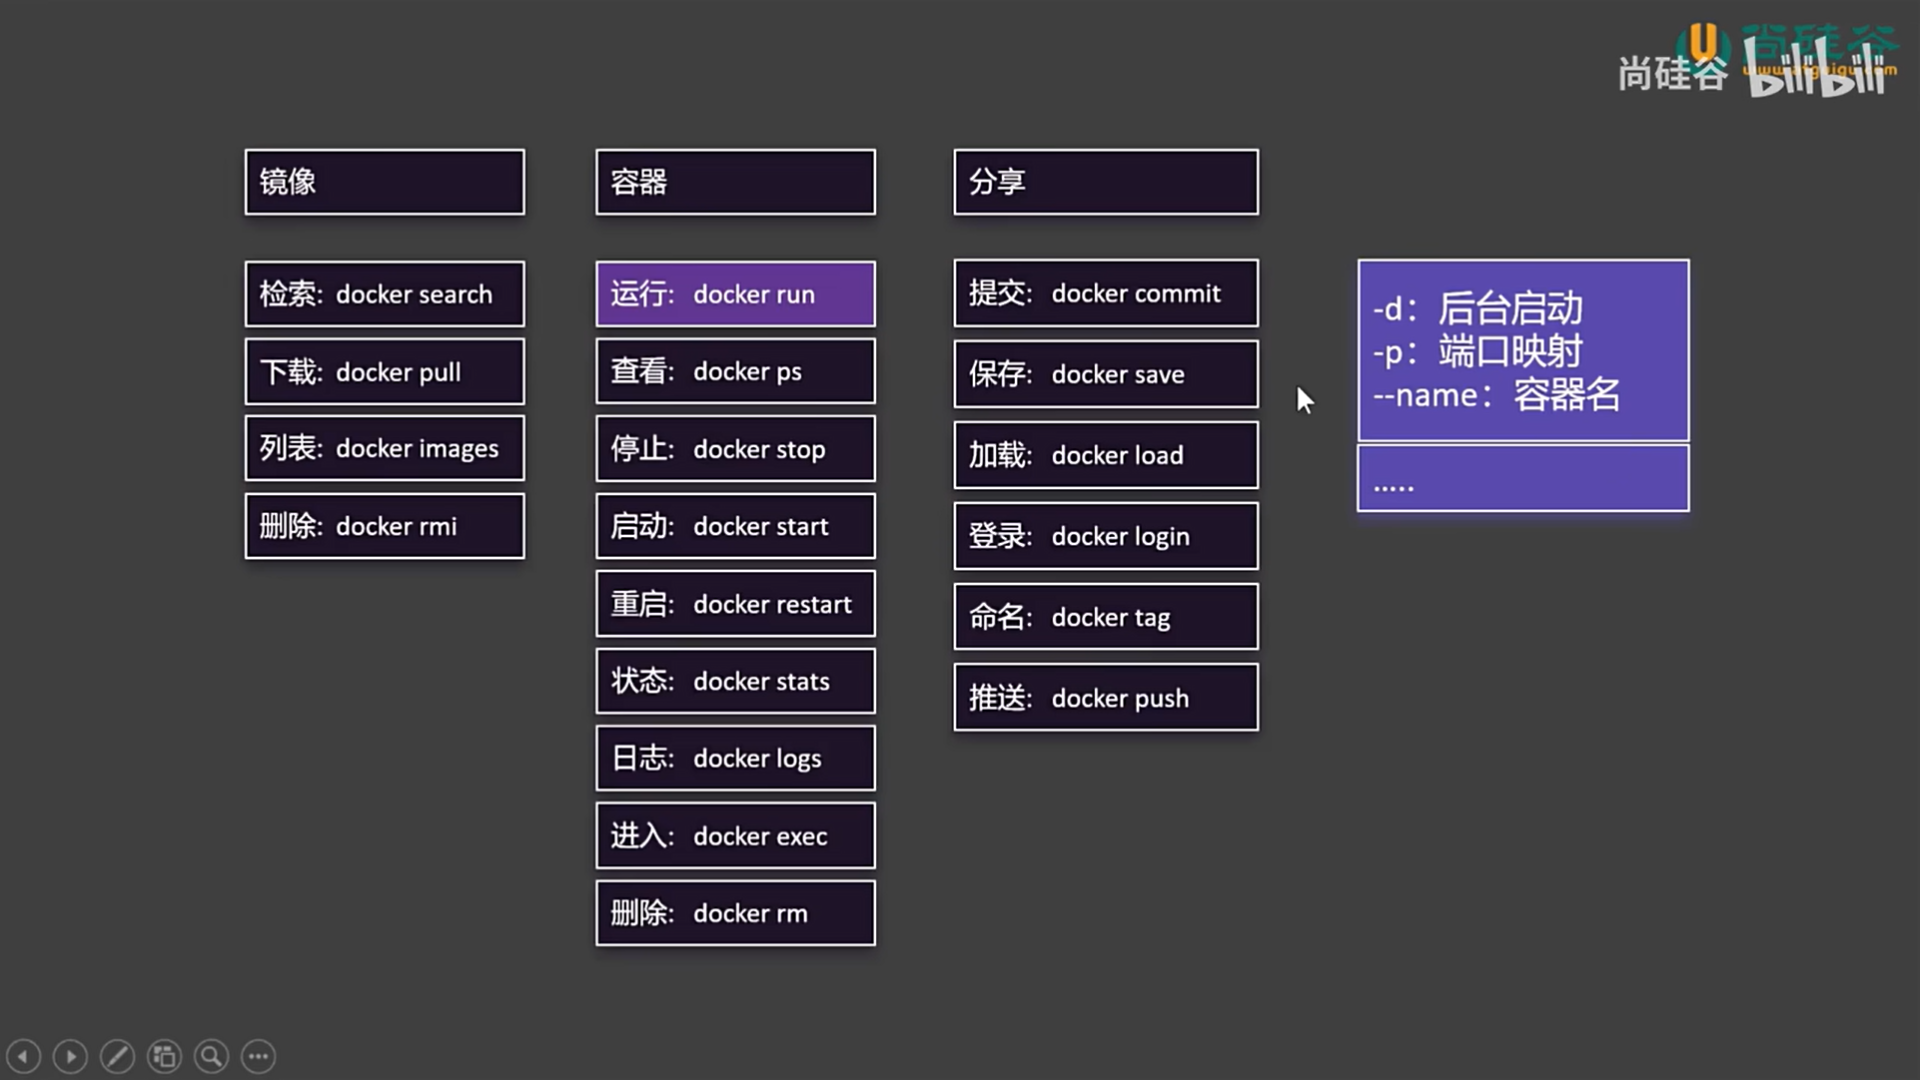 尚硅谷 bilibili
镜像
检索: docker search
下载: docker pull
列表: docker images
删除: docker rmi
容器
运行: docker run
查看: docker ps
停止: docker stop
启动: docker start
重启: docker restart
状态: docker stats
日志: docker logs
进入: docker exec
删除: docker rm
分享
提交: docker commit
保存: docker save
加载: docker load
登录: docker login
命名: docker tag
推送: docker push
-d：后台启动
-p：端口映射
--name：容器名
.....